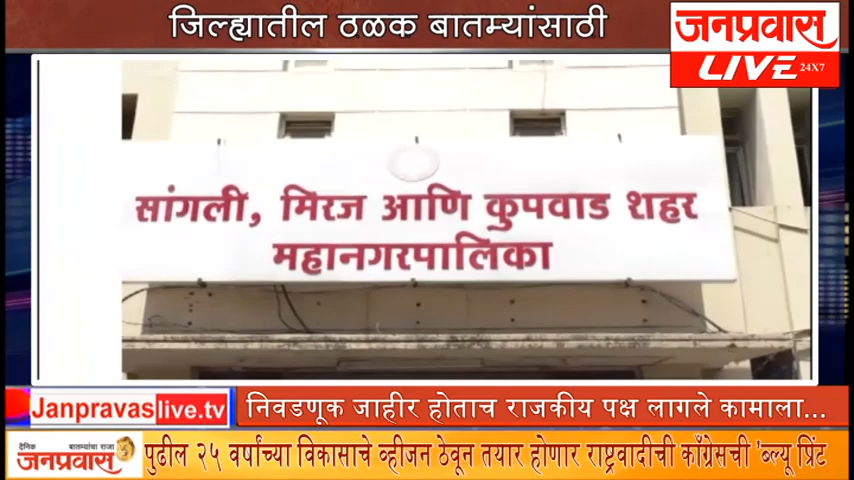 जिल्ह्यातील ठळक बातम्यांसाठी
जनप्रवास
LIVE 24X7
सांगली, मिरज आणि कुपवाड शहर
महानगरपालिका
Janpravaslive.tv
निवडणूक जाहीर होताच राजकीय पक्ष लागले कामाला...
दैनिक बातम्यांचा राजा
जनप्रवास
पुढील २५ वर्षांच्या विकासाचे व्हीजन ठेवून तयार होणार राष्ट्रवादीची काँग्रेसची 'ब्ल्यू प्रिंट